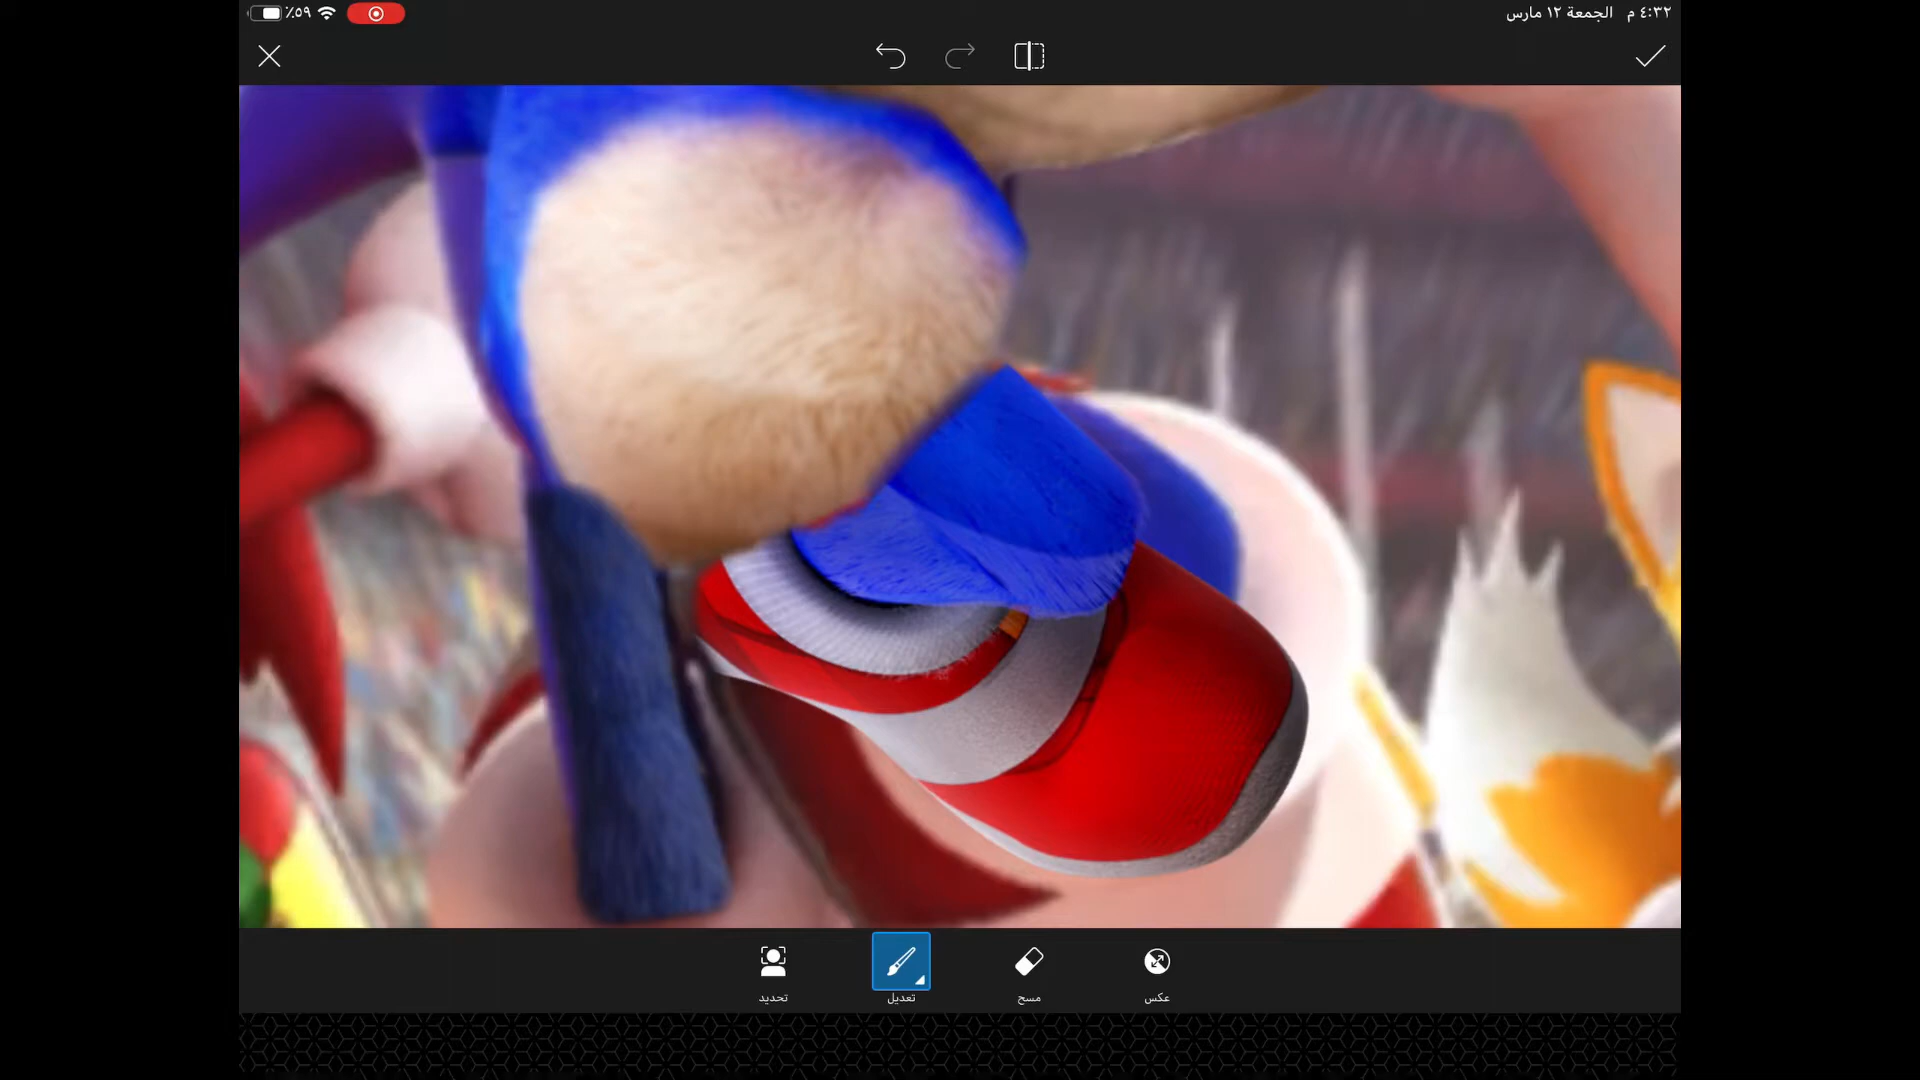 ٤:٣٢ م الجمعة ١٢ مارس
٪٥٩
تحديد
تعديل
مسح
عكس